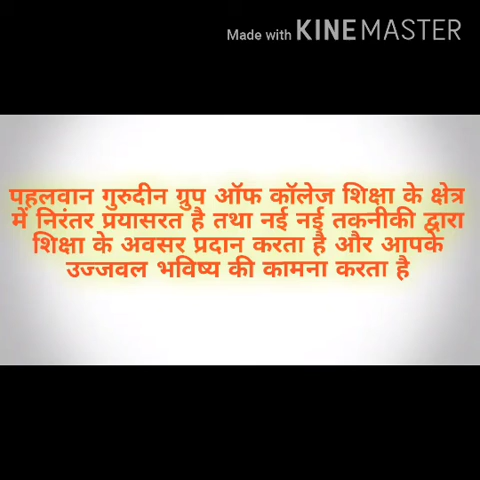 Made with KINEMASTER
पहलवान गुरुदीन ग्रुप ऑफ कॉलेज शिक्षा के क्षेत्र
में निरंतर प्रयासरत है तथा नई नई तकनीकी द्वारा
शिक्षा के अवसर प्रदान करता है और आपके
उज्जवल भविष्य की कामना करता है